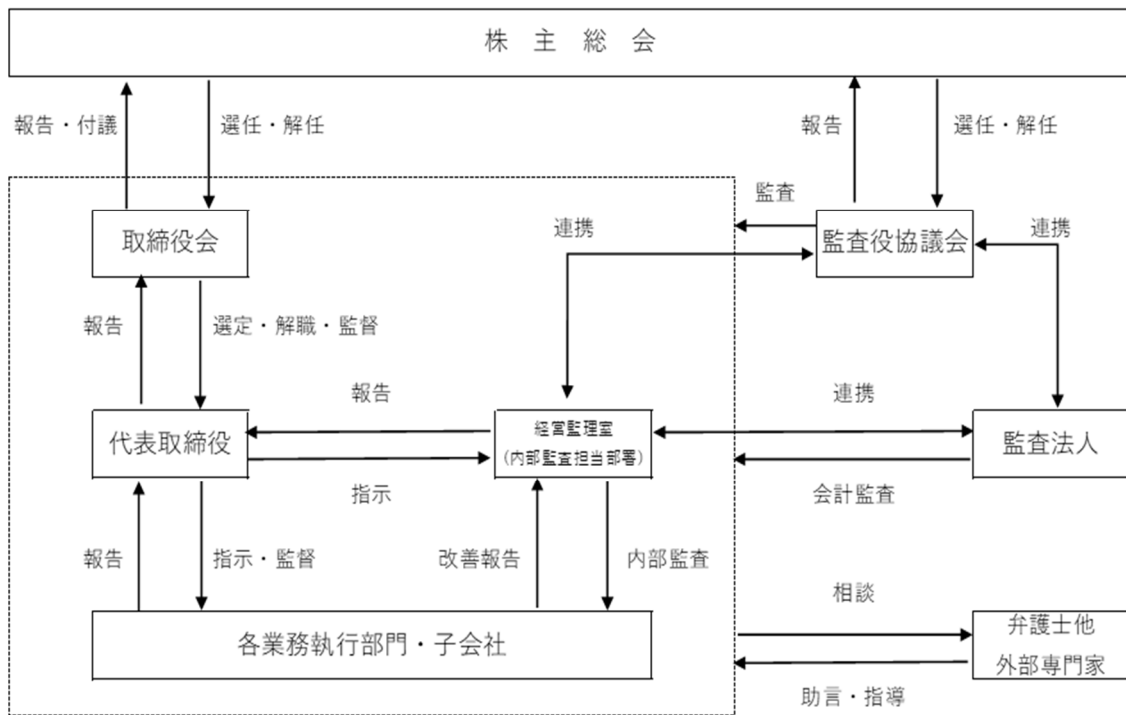 株 主 総 会
報告・付議
選任・解任
報告
選任・解任
監査
取締役会
連携
監査役協議会
連携
報告
選定・解職・監督
報告
連携
代表取締役
経営監理室
(内部監査担当部署)
監査法人
指示
会計監査
報告
指示・監督
改善報告
内部監査
相談
各業務執行部門・子会社
弁護士他
外部専門家
助言・指導